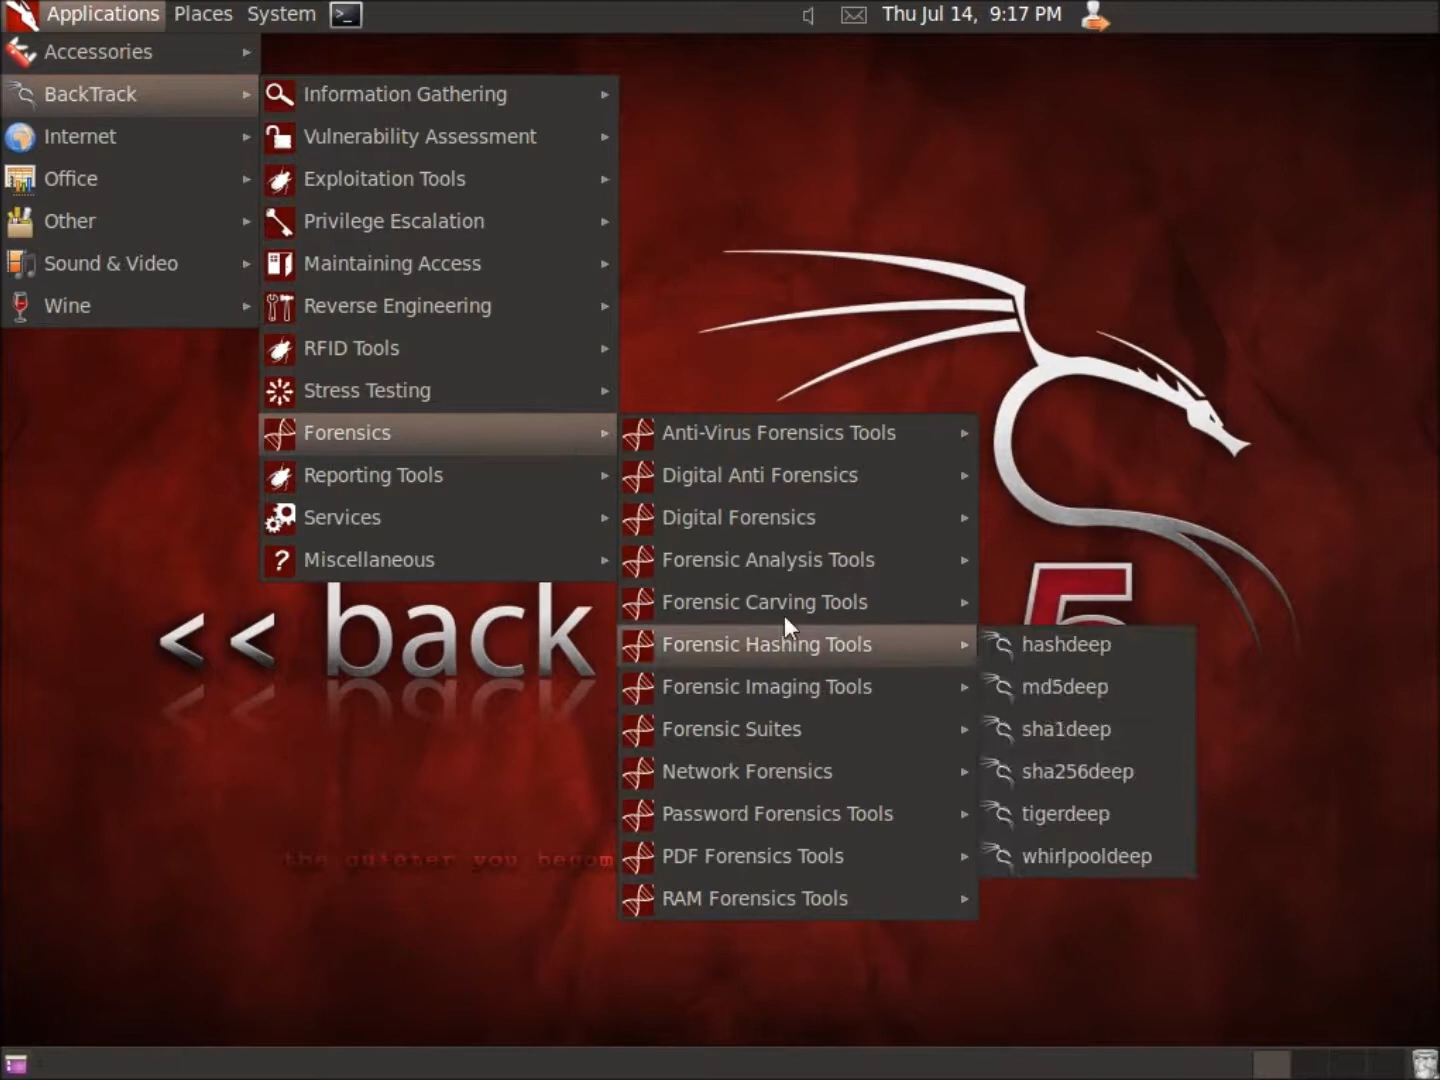 Applications Places System Thu Jul 14, 9:17 PM
Accessories
BackTrack
Internet
Office
Other
Sound & Video
Wine
Information Gathering
Vulnerability Assessment
Exploitation Tools
Privilege Escalation
Maintaining Access
Reverse Engineering
RFID Tools
Stress Testing
Forensics
Reporting Tools
Services
Miscellaneous
Anti-Virus Forensics Tools
Digital Anti Forensics
Digital Forensics
Forensic Analysis Tools
Forensic Carving Tools
Forensic Hashing Tools
Forensic Imaging Tools
Forensic Suites
Network Forensics
Password Forensics Tools
PDF Forensics Tools
RAM Forensics Tools
hashdeep
md5deep
sha1deep
sha256deep
tigerdeep
whirlpooldeep
<< back
5
the quieter you becom